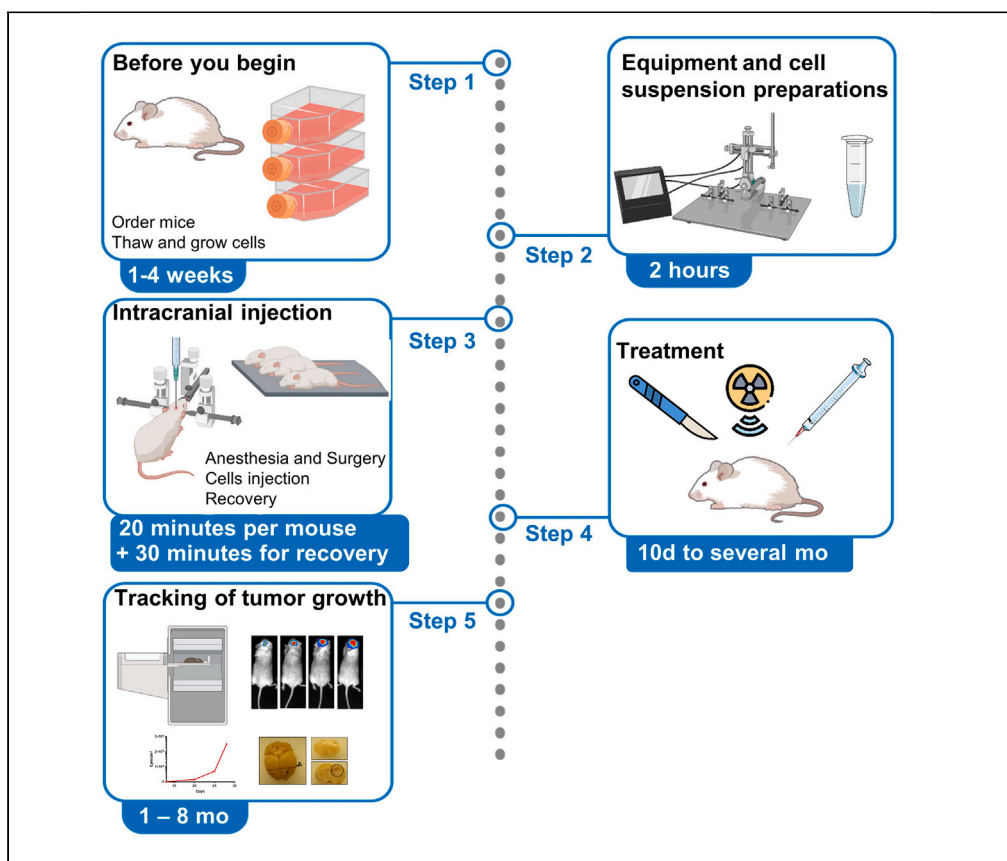 Before you begin
Order mice
Thaw and grow cells
1-4 weeks
Step 1
Equipment and cell
suspension preparations
Step 2
2 hours
Intracranial injection
Anesthesia and Surgery
Cells injection
Recovery
20 minutes per mouse
+ 30 minutes for recovery
Step 3
Treatment
Step 4
10d to several mo
Tracking of tumor growth
Days
1 – 8 mo
Step 5